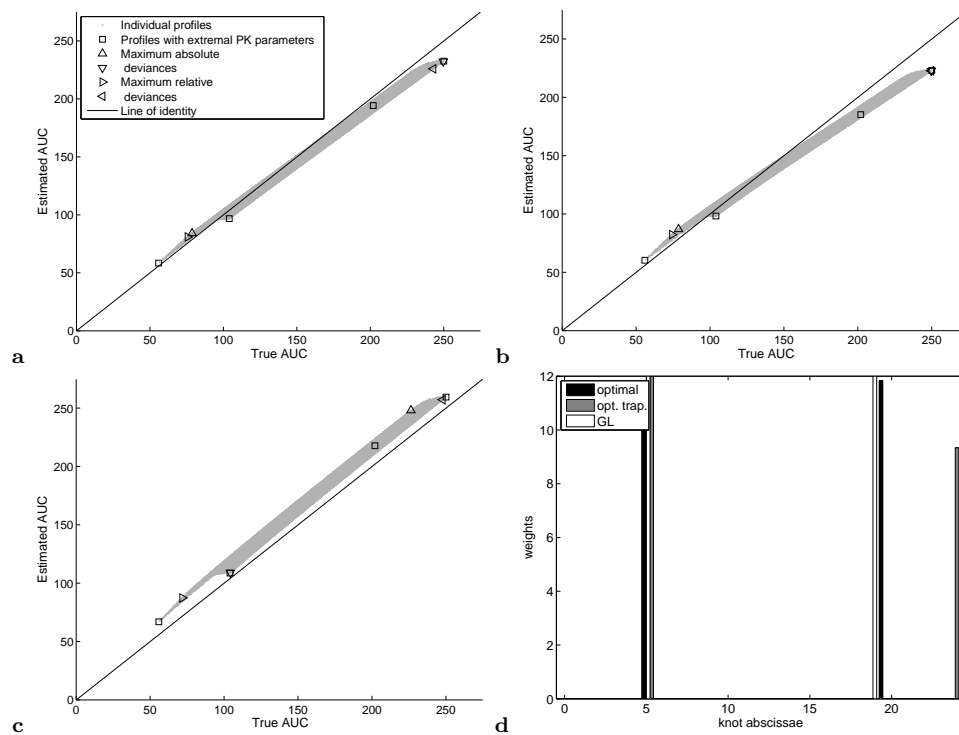 Individual profiles
Profiles with extremal PK parameters
Maximum absolute
deviances
Maximum relative
deviances
Line of identity
250
200
150
100
50
0
Estimated AUC
0 50 100 150 200 250
True AUC
a
250
200
150
100
50
0
Estimated AUC
0 50 100 150 200 250
True AUC
b
250
200
150
100
50
0
Estimated AUC
0 50 100 150 200 250
True AUC
c
optimal
opt. trap.
GL
12
10
8
6
4
2
0
weights
0 5 10 15 20
knot abscissae
d